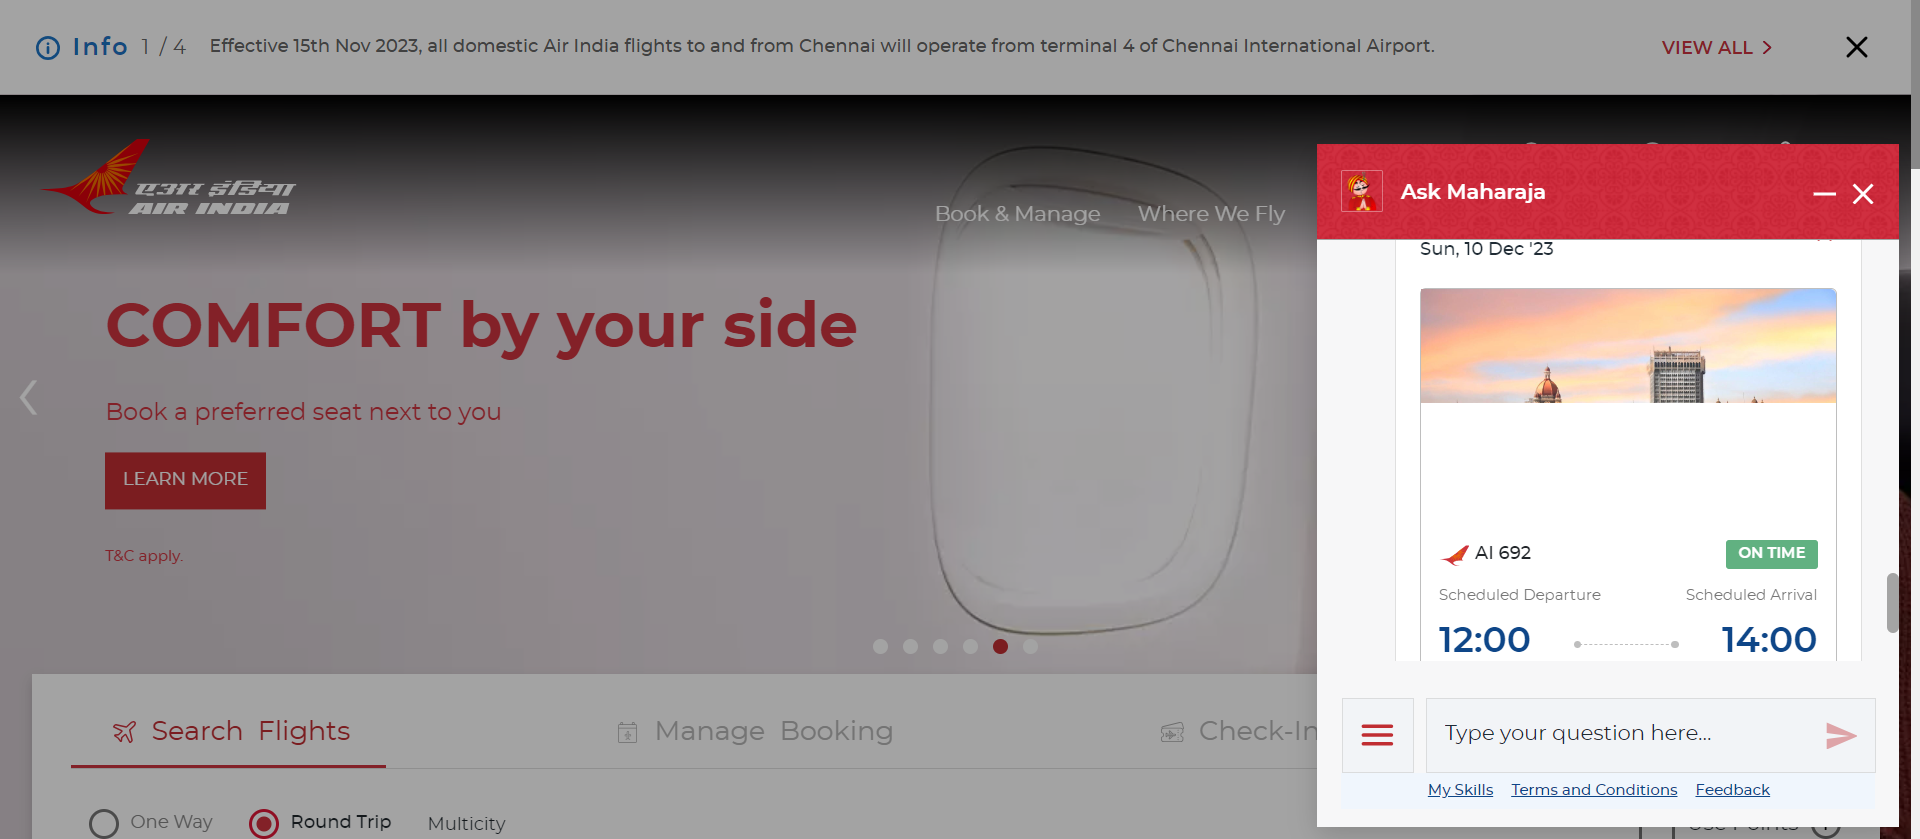 Info 1 / 4 Effective 15th Nov 2023, all domestic Air India flights to and from Chennai will operate from terminal 4 of Chennai International Airport. VIEW ALL
एअर इंडिया
AIR INDIA
Book & Manage Where We Fly
COMFORT by your side
Book a preferred seat next to you
LEARN MORE
T&C apply.
Search Flights Manage Booking Check-In
One Way Round Trip Multicity
Ask Maharaja
Sun, 10 Dec '23
AI 692 ON TIME
Scheduled Departure Scheduled Arrival
12:00 14:00
Type your question here...
My Skills Terms and Conditions Feedback